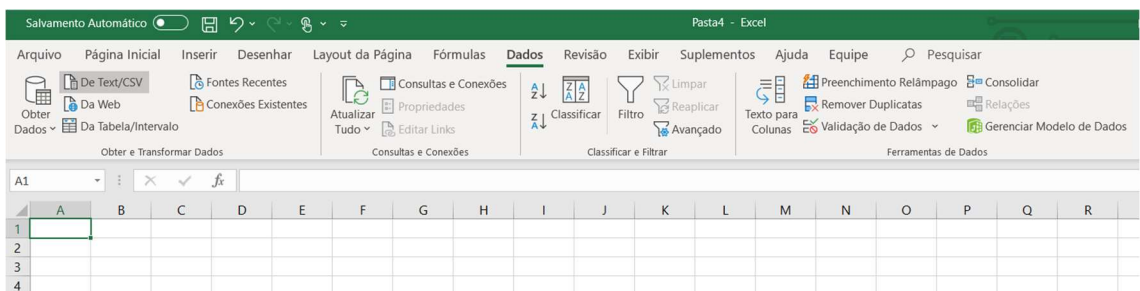 Salvamento Automático
Pasta4 - Excel
Arquivo Página Inicial Inserir Desenhar Layout da Página Fórmulas Dados Revisão Exibir Suplementos Ajuda Equipe Pesquisar
Obter Dados
De Text/CSV
Da Web
Da Tabela/Intervalo
Fontes Recentes
Conexões Existentes
Obter e Transformar Dados
Atualizar Tudo
Consultas e Conexões
Propriedades
Editar Links
Consultas e Conexões
Classificar
Filtro
Limpar
Reaplicar
Avançado
Classificar e Filtrar
Texto para Colunas
Preenchimento Relâmpago
Remover Duplicatas
Validação de Dados
Consolidar
Relações
Gerenciar Modelo de Dados
Ferramentas de Dados
A1 fx
A B C D E F G H I J K L M N O P Q R
1
2
3
4